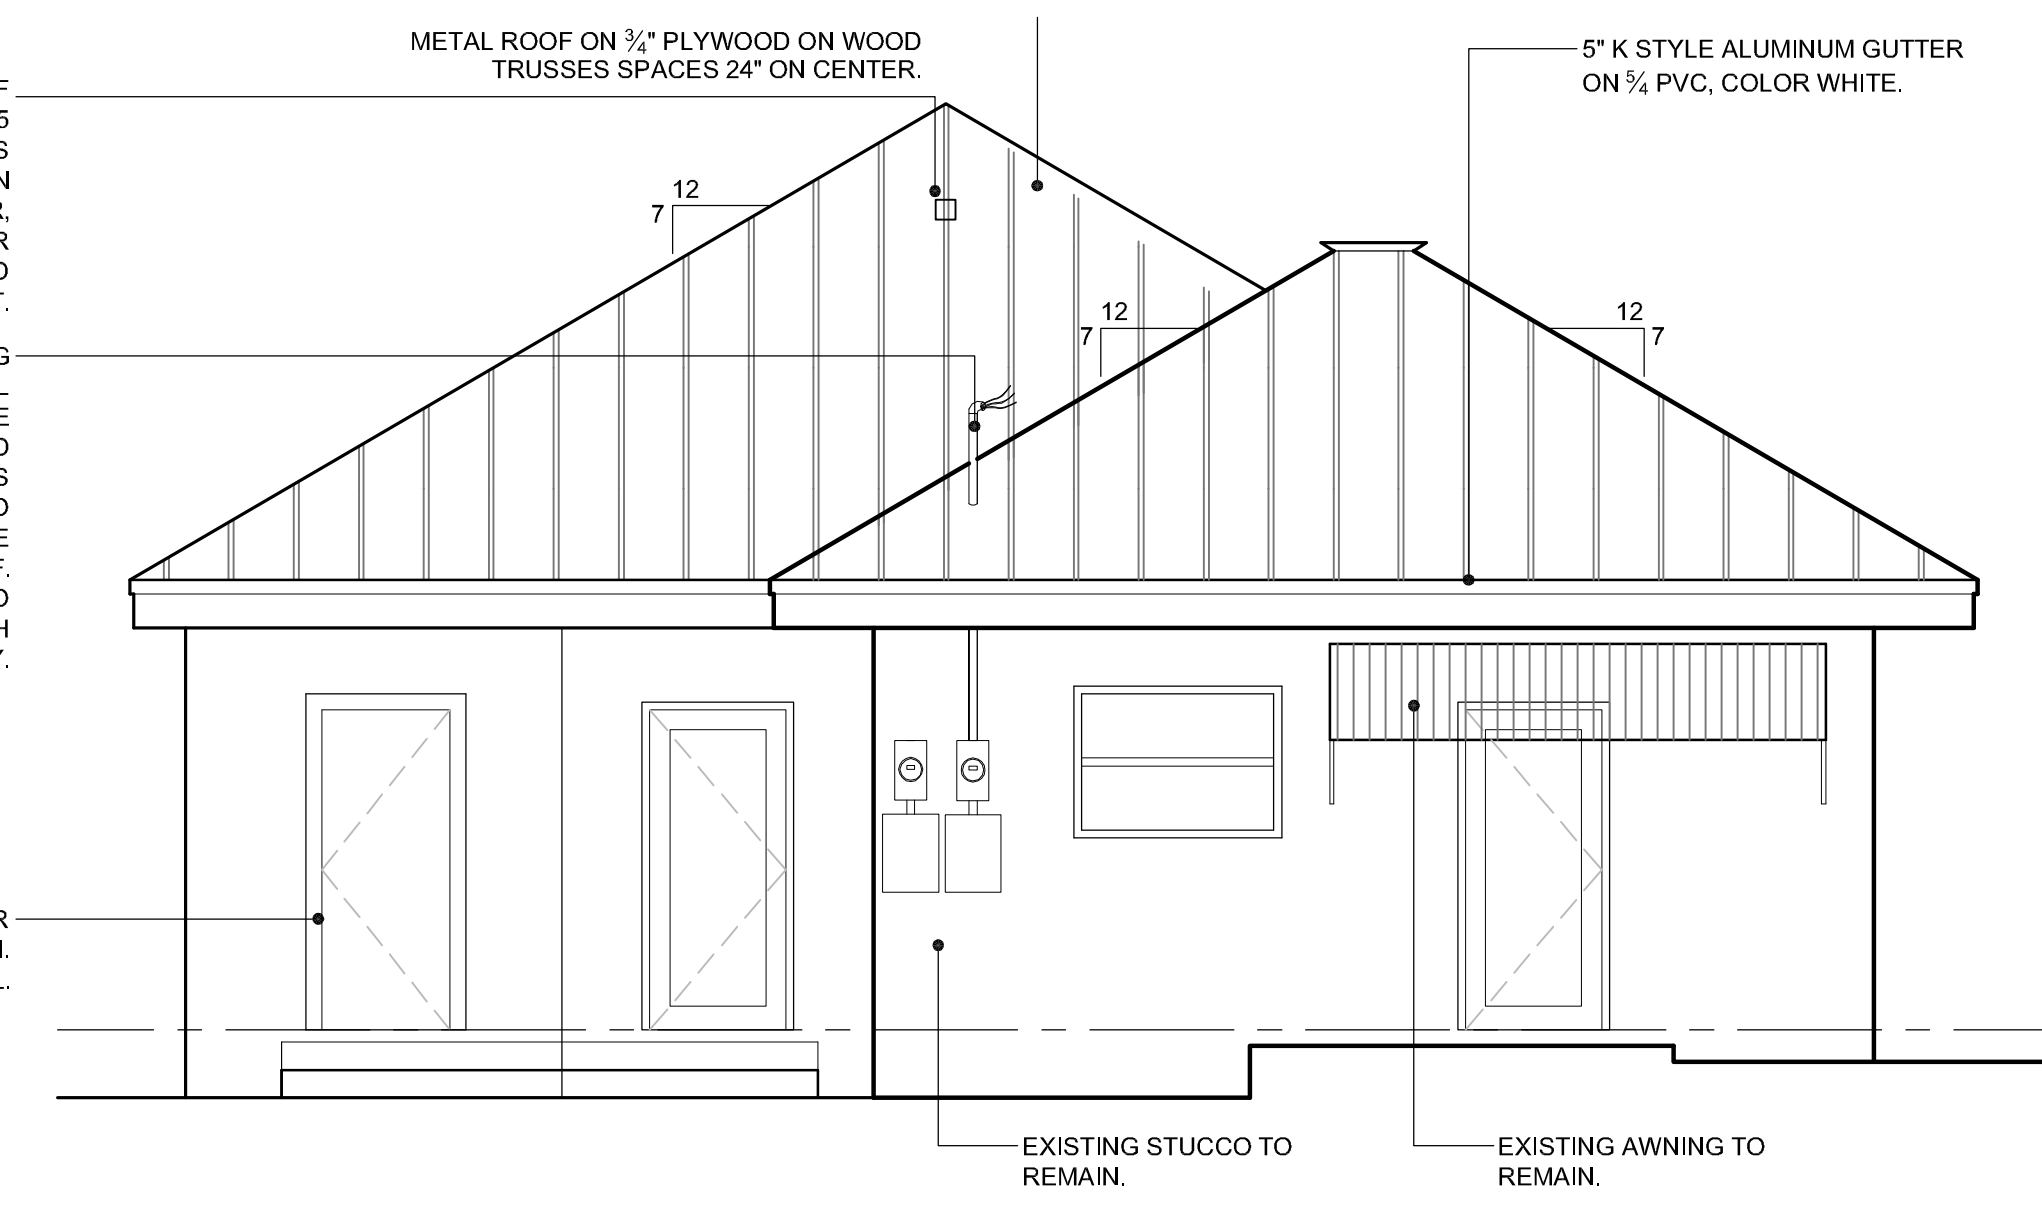 METAL ROOF ON ¾" PLYWOOD ON WOOD
TRUSSES SPACES 24" ON CENTER.
5" K STYLE ALUMINUM GUTTER
ON 5⁄4 PVC, COLOR WHITE.
12
7
12
7
12
7
EXISTING STUCCO TO
REMAIN.
EXISTING AWNING TO
REMAIN.